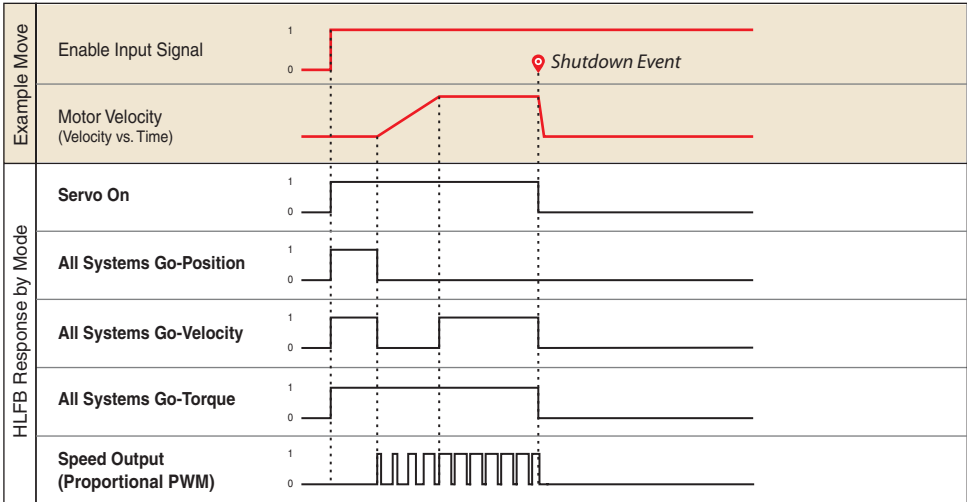 Example Move
Enable Input Signal
1
0
Shutdown Event
Motor Velocity
(Velocity vs. Time)
HLFB Response by Mode
Servo On
1
0
All Systems Go-Position
1
0
All Systems Go-Velocity
1
0
All Systems Go-Torque
1
0
Speed Output
(Proportional PWM)
1
0